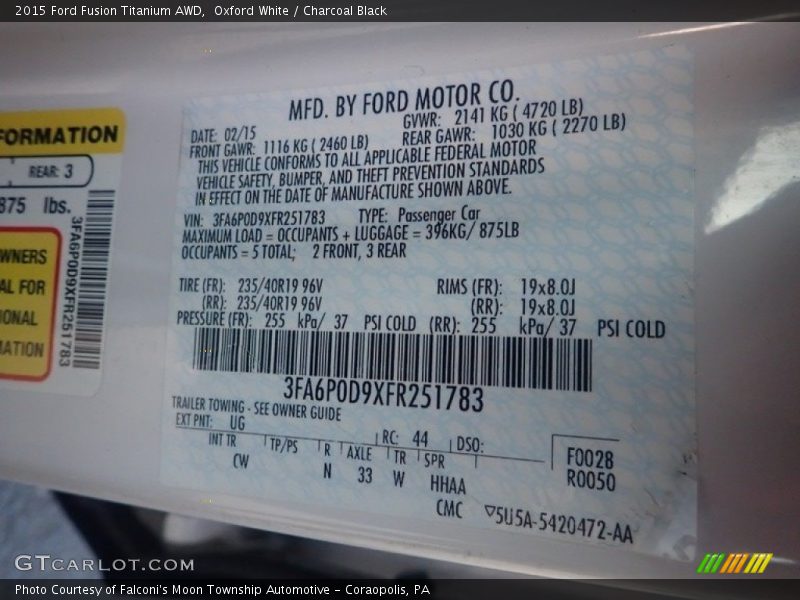 2015 Ford Fusion Titanium AWD, Oxford White / Charcoal Black
FORMATION
REAR: 3
875 lbs.
WNERS
AL FOR
IONAL
MATION
3FA6P0D9XFR251783
MFD. BY FORD MOTOR CO.
DATE: 02/15 GVWR: 2141 KG ( 4720 LB)
FRONT GAWR: 1116 KG ( 2460 LB) REAR GAWR: 1030 KG ( 2270 LB)
THIS VEHICLE CONFORMS TO ALL APPLICABLE FEDERAL MOTOR
VEHICLE SAFETY, BUMPER, AND THEFT PREVENTION STANDARDS
IN EFFECT ON THE DATE OF MANUFACTURE SHOWN ABOVE.
VIN: 3FA6P0D9XFR251783 TYPE: Passenger Car
MAXIMUM LOAD = OCCUPANTS + LUGGAGE = 396KG/ 875LB
OCCUPANTS = 5 TOTAL; 2 FRONT, 3 REAR
TIRE (FR): 235/40R19 96V RIMS (FR): 19x8.0J
(RR): 235/40R19 96V (RR): 19x8.0J
PRESSURE (FR): 255 kPa/ 37 PSI COLD (RR): 255 kPa/ 37 PSI COLD
3FA6P0D9XFR251783
TRAILER TOWING - SEE OWNER GUIDE
EXT PNT: UG RC: 44 DSO:
INT TR TP/PS R AXLE TR SPR F0028
CW N 33 W HHAA R0050
CMC ▽5U5A-5420472-AA
GTCARLOT.COM
Photo Courtesy of Falconi's Moon Township Automotive – Coraopolis, PA